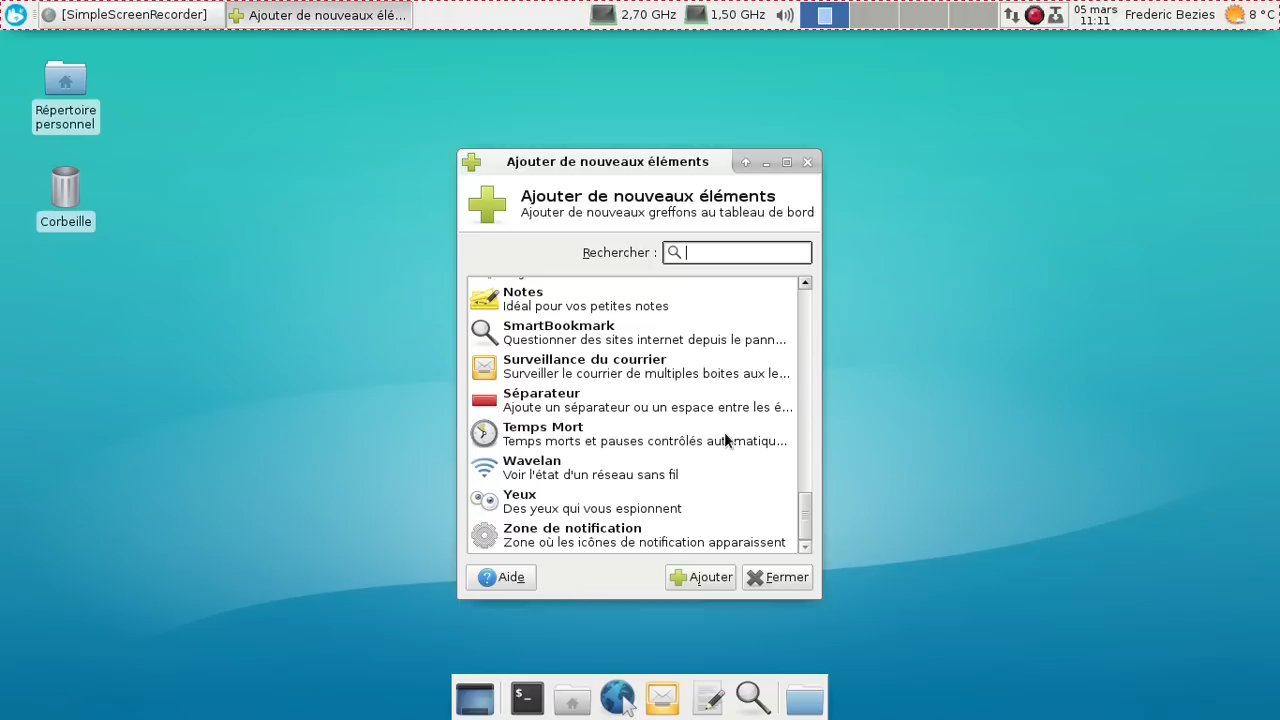 [SimpleScreenRecorder]
Ajouter de nouveaux élé...
2,70 GHz
1,50 GHz
05 mars
11:11
Frederic Bezies
8 °C
Répertoire
personnel
Corbeille
Ajouter de nouveaux éléments
Ajouter de nouveaux éléments
Ajouter de nouveaux greffons au tableau de bord
Rechercher :
Notes
Idéal pour vos petites notes
SmartBookmark
Questionner des sites internet depuis le pann...
Surveillance du courrier
Surveiller le courrier de multiples boites aux le...
Séparateur
Ajoute un séparateur ou un espace entre les é...
Temps Mort
Temps morts et pauses contrôlés automatiqu...
Wavelan
Voir l'état d'un réseau sans fil
Yeux
Des yeux qui vous espionnent
Zone de notification
Zone où les icônes de notification apparaissent
Aide
Ajouter
Fermer